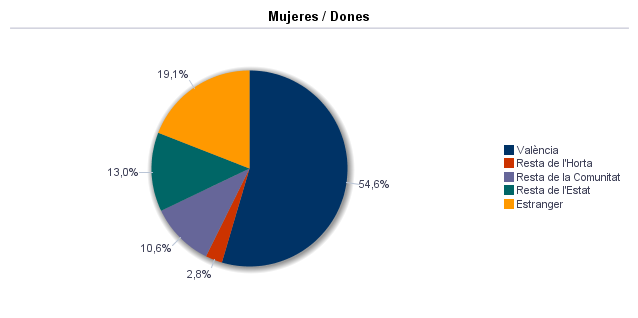 Mujeres / Dones
19,1%
13,0%
54,6%
10,6%
2,8%
València
Resta de l'Horta
Resta de la Comunitat
Resta de l'Estat
Estranger